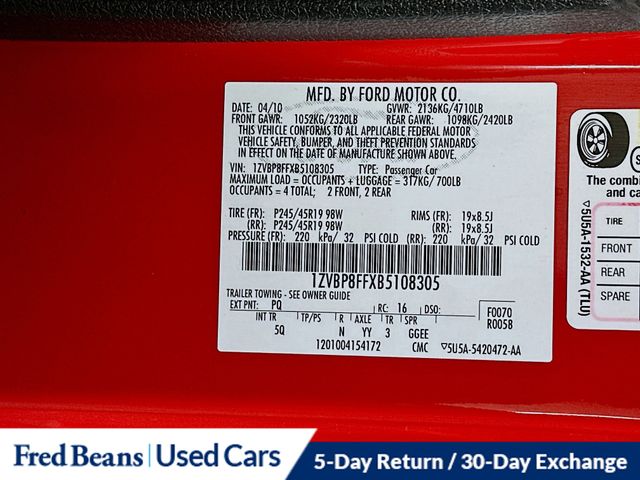 MFD. BY FORD MOTOR CO.
DATE: 04/10 GVWR: 2136KG/4710LB
FRONT GAWR: 1052KG/2320LB REAR GAWR: 1098KG/2420LB
THIS VEHICLE CONFORMS TO ALL APPLICABLE FEDERAL MOTOR
VEHICLE SAFETY, BUMPER, AND THEFT PREVENTION STANDARDS
IN EFFECT ON THE DATE OF MANUFACTURE SHOWN ABOVE.
VIN: 1ZVBP8FFXB5108305 TYPE: Passenger Car
MAXIMUM LOAD = OCCUPANTS + LUGGAGE = 317KG/700LB
OCCUPANTS = 4 TOTAL; 2 FRONT, 2 REAR
TIRE (FR): P245/45R19 98W RIMS (FR): 19x8.5J
(RR): P245/45R19 98W (RR): 19x8.5J
PRESSURE (FR): 220 kPa/ 32 PSI COLD (RR): 220 kPa/ 32 PSI COLD
1ZVBP8FFXB5108305
TRAILER TOWING - SEE OWNER GUIDE
EXT PNT: PQ RC: 16 DSO: F0070
R005B
INT TR TP/PS R AXLE TR SPR
5Q N YY 3 GGEE
1201004154172 CMC ▽5U5A-5420472-AA
The combin
and ca
TIRE
FRONT
REAR
SPARE
▽5U5A-1532-AA (TLU)
Fred Beans | Used Cars
5-Day Return / 30-Day Exchange